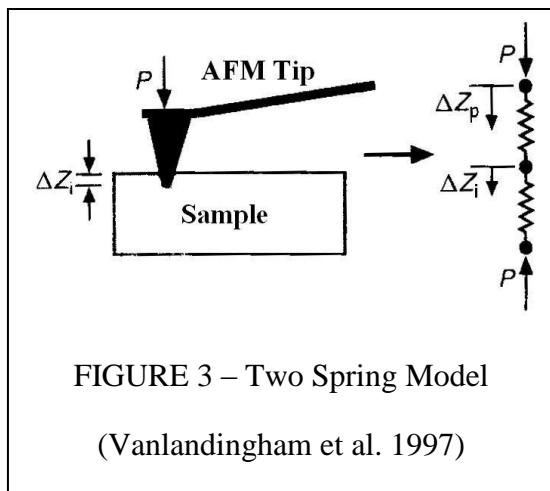 P
AFM Tip
ΔZp
ΔZi
ΔZi
Sample
P
P
FIGURE 3 – Two Spring Model
(Vanlandingham et al. 1997)